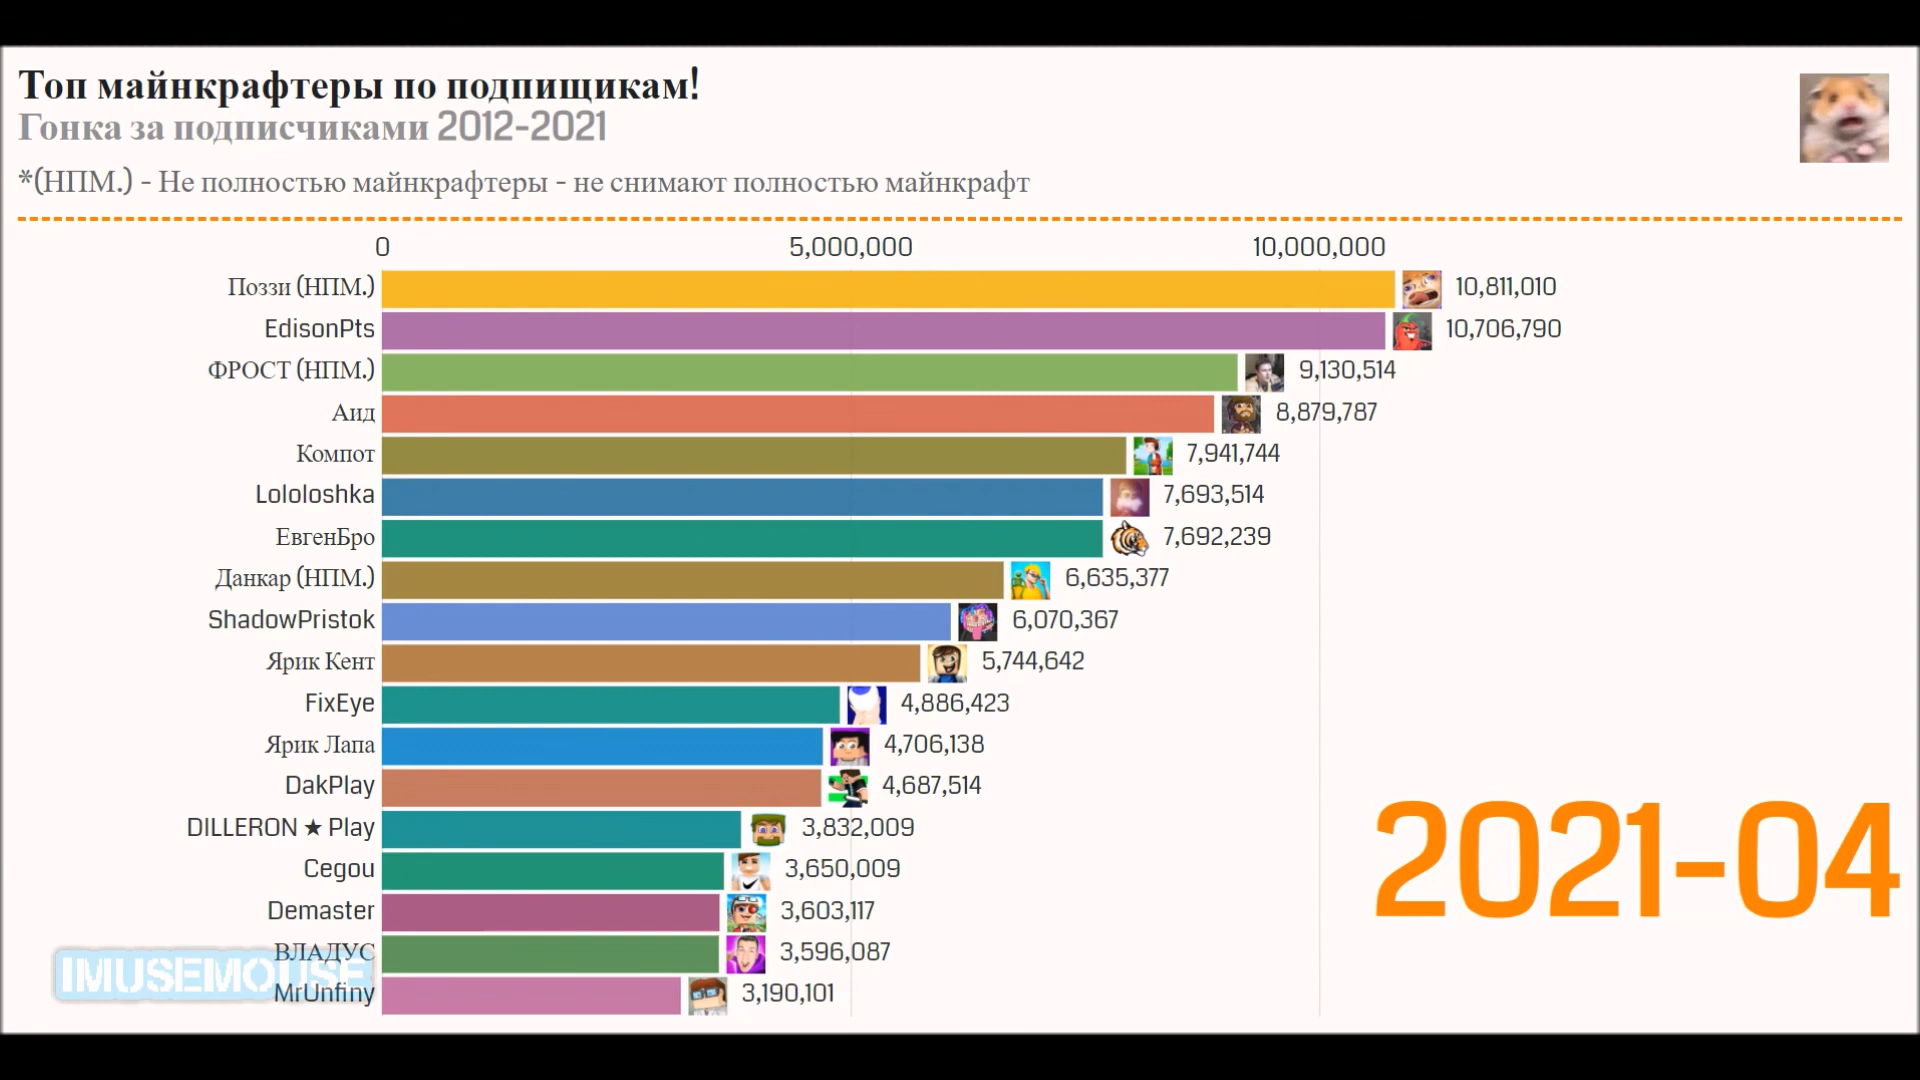 Топ майнкрафтеры по подпищикам!
Гонка за подписчиками 2012-2021
*(НПМ.) - Не полностью майнкрафтеры - не снимают полностью майнкрафт
0 5,000,000 10,000,000
Поззи (НПМ.) 10,811,010
EdisonPts 10,706,790
ФРОСТ (НПМ.) 9,130,514
Аид 8,879,787
Компот 7,941,744
Lololoshka 7,693,514
ЕвгенБро 7,692,239
Данкар (НПМ.) 6,635,377
ShadowPristok 6,070,367
Ярик Кент 5,744,642
FixEye 4,886,423
Ярик Лапа 4,706,138
DakPlay 4,687,514
DILLERON ★ Play 3,832,009
Cegou 3,650,009
Demaster 3,603,117
ВЛАДУС 3,596,087
MrUnfiny 3,190,101
2021-04
IMUSEMOUSE